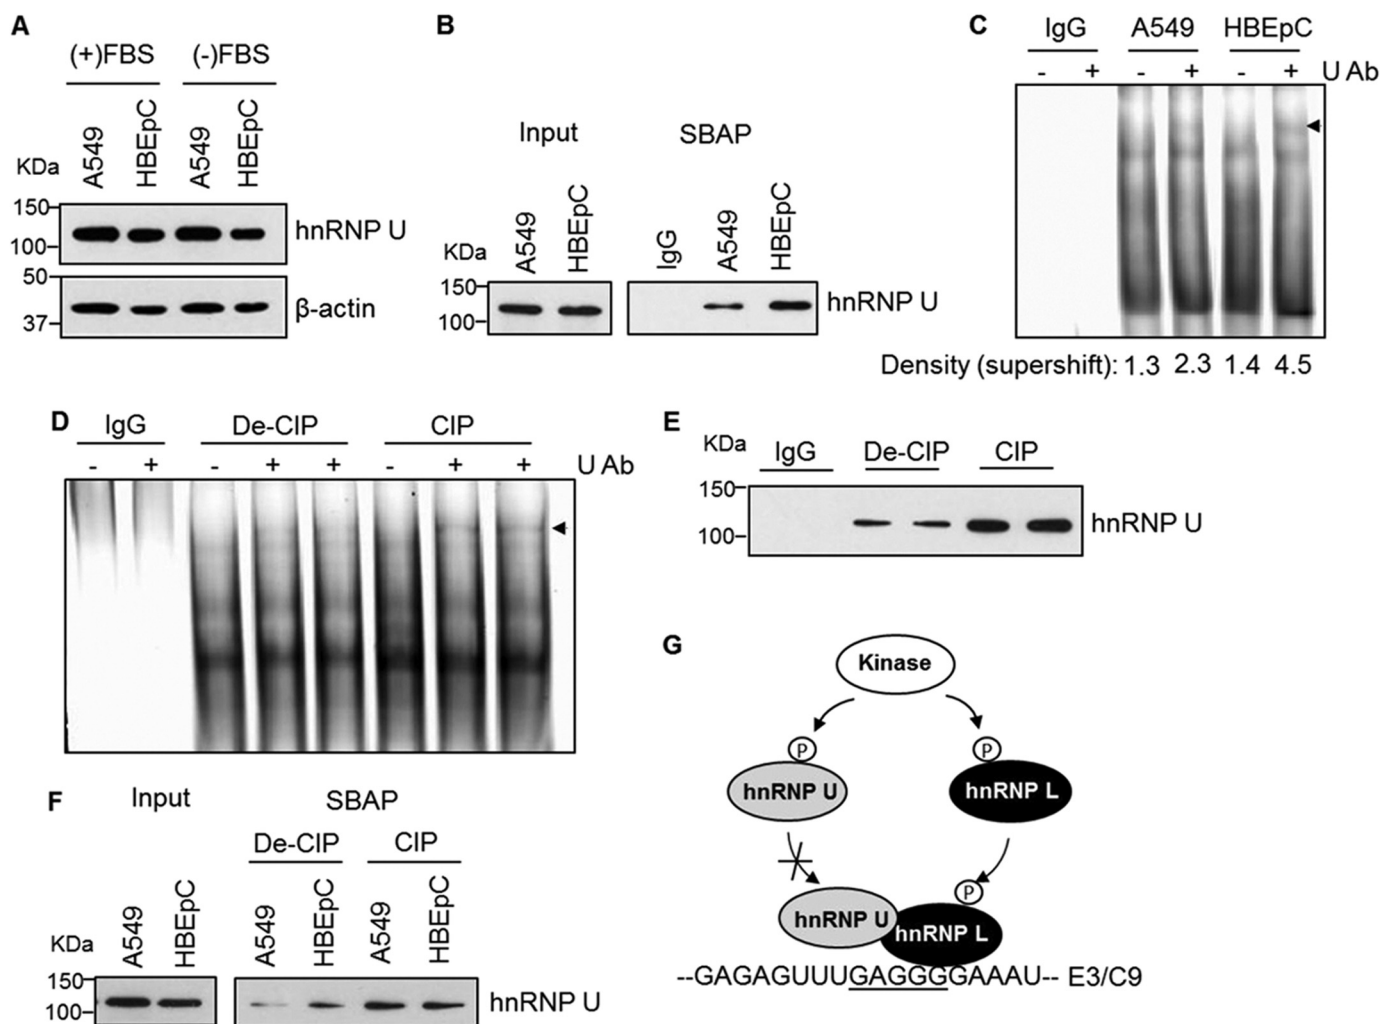 A
(+)FBS (-)FBS
KDa A549 HBEpC A549 HBEpC
150
100
hnRNP U
50
37
β-actin
B
Input SBAP
KDa A549 HBEpC IgG A549 HBEpC
150
100
hnRNP U
C
IgG A549 HBEpC
- + - + - + U Ab
Density (supershift): 1.3 2.3 1.4 4.5
D
IgG De-CIP CIP
- + - + + - + + U Ab
E
KDa IgG De-CIP CIP
150
100
hnRNP U
F
Input SBAP
De-CIP CIP
KDa A549 HBEpC A549 HBEpC A549 HBEpC
150
100
hnRNP U
G
Kinase
P P
hnRNP U hnRNP L
P
hnRNP U hnRNP L
--GAGAGUUUGAGGGGAAAU-- E3/C9